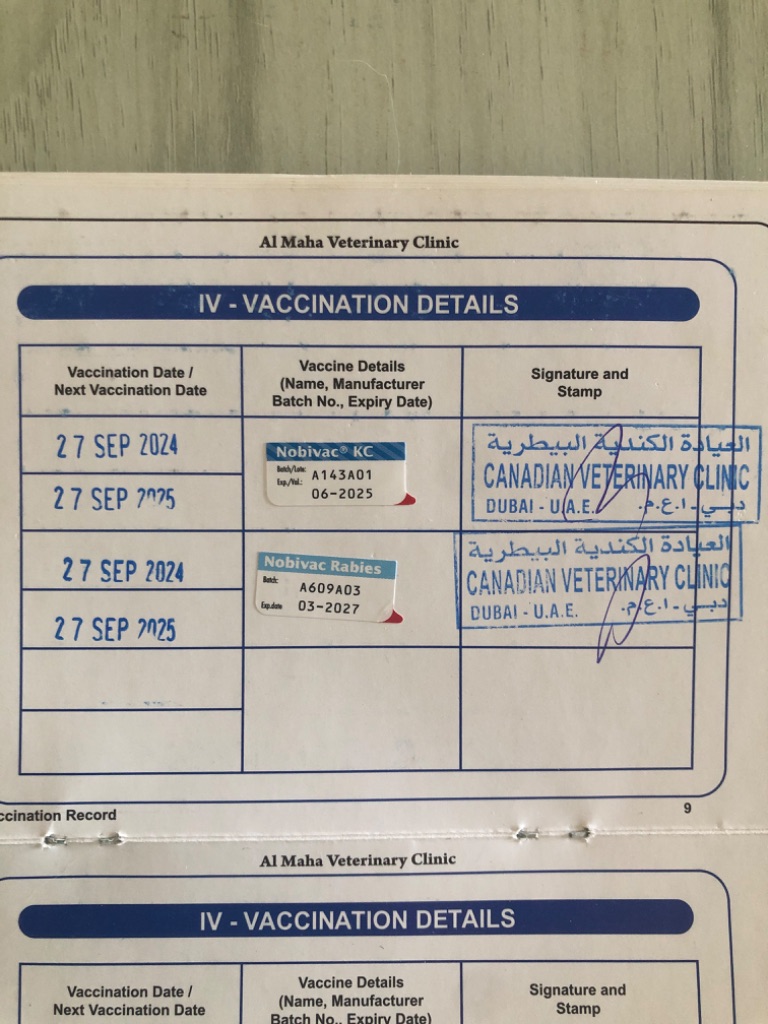 Al Maha Veterinary Clinic
IV - VACCINATION DETAILS
Vaccination Date /
Next Vaccination Date
Vaccine Details
(Name, Manufacturer
Batch No., Expiry Date)
Signature and
Stamp
27 SEP 2024
27 SEP 2025
Nobivac® KC
Batch/Lote:
A143A01
Exp./Val.:
06-2025
العيادة الكندية البيطرية
CANADIAN VETERINARY CLINIC
DUBAI - U.A.E. دبي - ا.ع.م.
27 SEP 2024
27 SEP 2025
Nobivac Rabies
Batch:
A609A03
Exp.date
03-2027
العيادة الكندية البيطرية
CANADIAN VETERINARY CLINIC
DUBAI - U.A.E. دبي - ا.ع.م.
ccination Record
9
Al Maha Veterinary Clinic
IV - VACCINATION DETAILS
Vaccination Date /
Next Vaccination Date
Vaccine Details
(Name, Manufacturer
Batch No., Expiry Date)
Signature and
Stamp